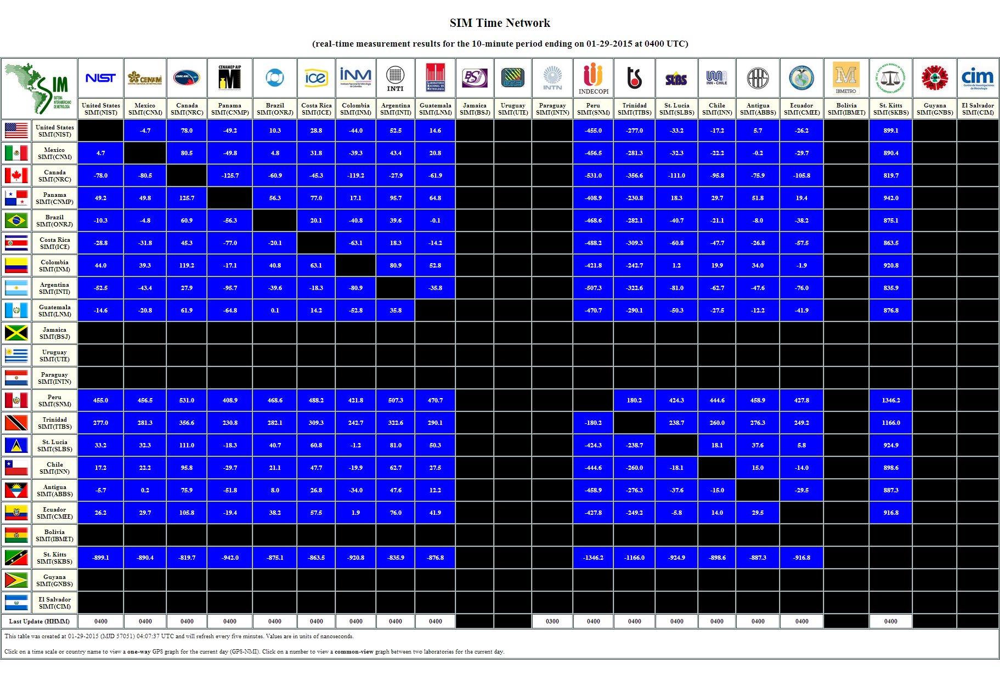 SIM Time Network
(real-time measurement results for the 10-minute period ending on 01-29-2015 at 0400 UTC)
SIM
SISTEMA
INTERAMERICANO
DE METROLOGIA
NIST
CENAM
CENAMEP AIP
ice
INM
Instituto Nacional de Metrología
de Colombia
INTI
LABORATORIO
NACIONAL DE
METROLOGÍA
BSJ
UTE
INTN
INDECOPI
SLBS
INN - CHILE
ABBS
M
IBMETRO
GNBS
cim
Centro de Investigaciones
de Metrología
United States Mexico Canada Panama Brazil Costa Rica Colombia Argentina Guatemala Jamaica Uruguay Paraguay Peru Trinidad St. Lucia Chile Antigua Ecuador Bolivia St. Kitts Guyana El Salvador
SIMT(NIST) SIMT(CNM) SIMT(NRC) SIMT(CNMP) SIMT(ONRJ) SIMT(ICE) SIMT(INM) SIMT(INTI) SIMT(LNM) SIMT(BSJ) SIMT(UTE) SIMT(INTN) SIMT(SNM) SIMT(TTBS) SIMT(SLBS) SIMT(INN) SIMT(ABBS) SIMT(CMEE) SIMT(IBMET) SIMT(SKBS) SIMT(GNBS) SIMT(CIM)
United States
SIMT(NIST)
-4.7 78.0 -49.2 10.3 28.8 -44.0 52.5 14.6 -455.0 -277.0 -33.2 -17.2 5.7 -26.2 899.1
Mexico
SIMT(CNM)
4.7 80.5 -49.8 4.8 31.8 -39.3 43.4 20.8 -456.5 -281.3 -32.3 -22.2 -0.2 -29.7 890.4
Canada
SIMT(NRC)
-78.0 -80.5 -125.7 -60.9 -45.3 -119.2 -27.9 -61.9 -531.0 -356.6 -111.0 -95.8 -75.9 -105.8 819.7
Panama
SIMT(CNMP)
49.2 49.8 125.7 56.3 77.0 17.1 95.7 64.8 -408.9 -230.8 18.3 29.7 51.8 19.4 942.0
Brazil
SIMT(ONRJ)
-10.3 -4.8 60.9 -56.3 20.1 -40.8 39.6 -0.1 -468.6 -282.1 -40.7 -21.1 -8.0 -38.2 875.1
Costa Rica
SIMT(ICE)
-28.8 -31.8 45.3 -77.0 -20.1 -63.1 18.3 -14.2 -488.2 -309.3 -60.8 -47.7 -26.8 -57.5 863.5
Colombia
SIMT(INM)
44.0 39.3 119.2 -17.1 40.8 63.1 80.9 52.8 -421.8 -242.7 1.2 19.9 34.0 -1.9 920.8
Argentina
SIMT(INTI)
-52.5 -43.4 27.9 -95.7 -39.6 -18.3 -80.9 -35.8 -507.3 -322.6 -81.0 -62.7 -47.6 -76.0 835.9
Guatemala
SIMT(LNM)
-14.6 -20.8 61.9 -64.8 0.1 14.2 -52.8 35.8 -470.7 -290.1 -50.3 -27.5 -12.2 -41.9 876.8
Jamaica
SIMT(BSJ)
Uruguay
SIMT(UTE)
Paraguay
SIMT(INTN)
Peru
SIMT(SNM)
455.0 456.5 531.0 408.9 468.6 488.2 421.8 507.3 470.7 180.2 424.3 444.6 458.9 427.8 1346.2
Trinidad
SIMT(TTBS)
277.0 281.3 356.6 230.8 282.1 309.3 242.7 322.6 290.1 -180.2 238.7 260.0 276.3 249.2 1166.0
St. Lucia
SIMT(SLBS)
33.2 32.3 111.0 -18.3 40.7 60.8 -1.2 81.0 50.3 -424.3 -238.7 18.1 37.6 5.8 924.9
Chile
SIMT(INN)
17.2 22.2 95.8 -29.7 21.1 47.7 -19.9 62.7 27.5 -444.6 -260.0 -18.1 15.0 -14.0 898.6
Antigua
SIMT(ABBS)
-5.7 0.2 75.9 -51.8 8.0 26.8 -34.0 47.6 12.2 -458.9 -276.3 -37.6 -15.0 -29.5 887.3
Ecuador
SIMT(CMEE)
26.2 29.7 105.8 -19.4 38.2 57.5 1.9 76.0 41.9 -427.8 -249.2 -5.8 14.0 29.5 916.8
Bolivia
SIMT(IBMET)
St. Kitts
SIMT(SKBS)
-899.1 -890.4 -819.7 -942.0 -875.1 -863.5 -920.8 -835.9 -876.8 -1346.2 -1166.0 -924.9 -898.6 -887.3 -916.8
Guyana
SIMT(GNBS)
El Salvador
SIMT(CIM)
Last Update (HHMM) 0400 0400 0400 0400 0400 0400 0400 0400 0400 0300 0400 0400 0400 0400 0400 0400 0400
This table was created at 01-29-2015 (MJD 57051) 04:07:37 UTC and will refresh every five minutes. Values are in units of nanoseconds.
Click on a time scale or country name to view a one-way GPS graph for the current day (GPS-NMI). Click on a number to view a common-view graph between two laboratories for the current day.